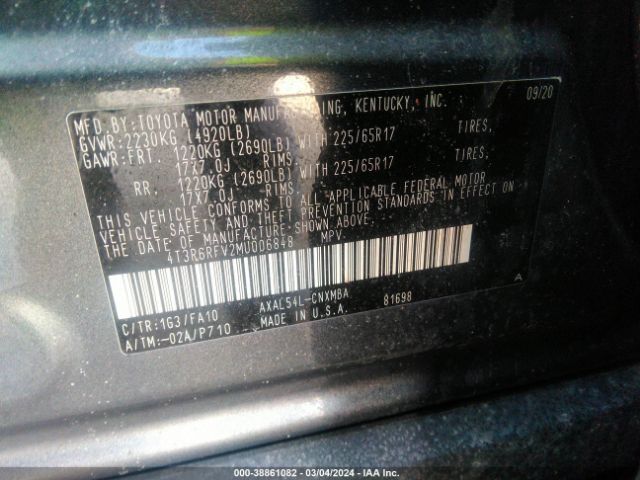 MFD. BY: TOYOTA MOTOR MANUF ING, KENTUCKY, INC. 09/20
GVWR: 2230KG (4920LB)
GAWR: FRT. 1220KG (2690LB) WITH 225/65R17 TIRES,
17X7.0J RIMS
RR. 1220KG (2690LB) WITH 225/65R17 TIRES,
17X7.0J RIMS
THIS VEHICLE CONFORMS TO ALL APPLICABLE FEDERAL MOTOR
VEHICLE SAFETY AND THEFT PREVENTION STANDARDS IN EFFECT ON
THE DATE OF MANUFACTURE SHOWN ABOVE.
4T3R6RFV2MU006848 MPV
A
C/TR: 1G3/FA10 AXAL54L-CNXMBA 81698
A/TM: -02A/P710 MADE IN U.S.A.
000-38861082 — 03/04/2024 — IAA Inc.